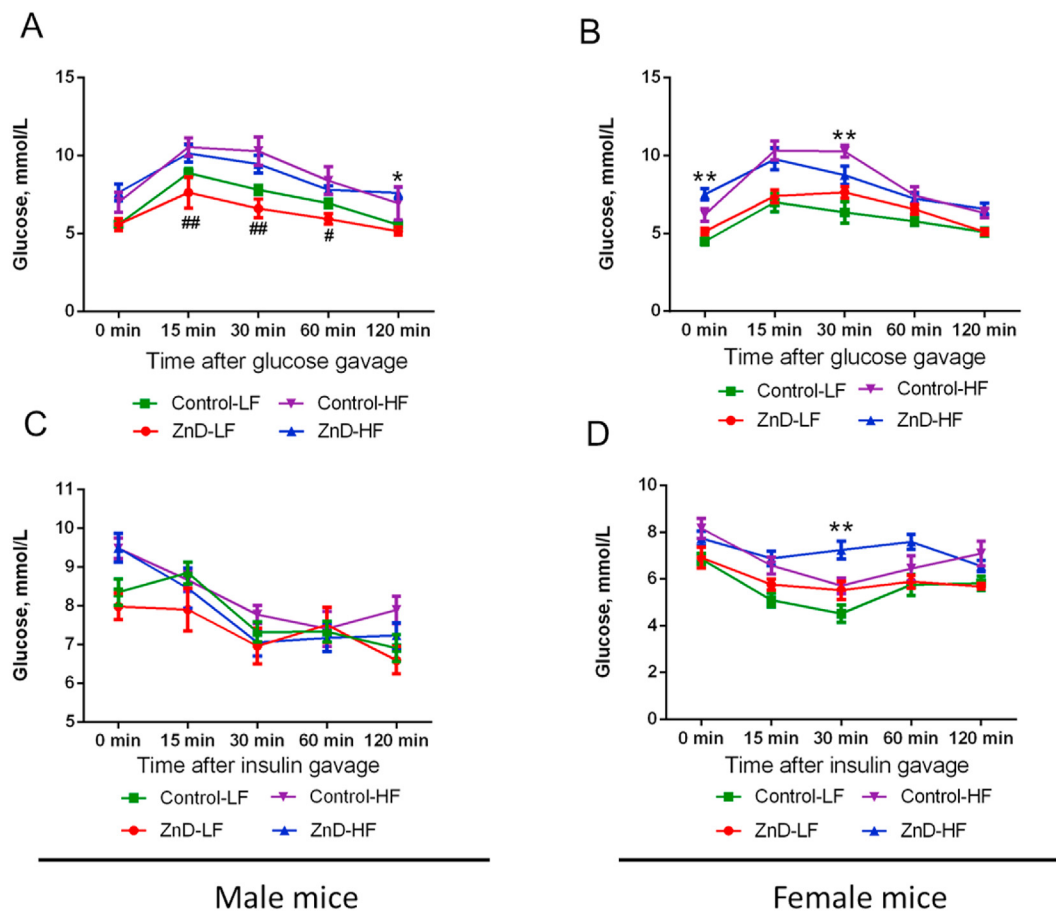 A
Glucose, mmol/L
15
10
5
0
*
## ## #
0 min 15 min 30 min 60 min 120 min
Time after glucose gavage
Control-LF Control-HF
ZnD-LF ZnD-HF
B
Glucose, mmol/L
15
10
5
0
** **
0 min 15 min 30 min 60 min 120 min
Time after glucose gavage
Control-LF Control-HF
ZnD-LF ZnD-HF
C
Glucose, mmol/L
11
10
9
8
7
6
5
0 min 15 min 30 min 60 min 120 min
Time after insulin gavage
Control-LF Control-HF
ZnD-LF ZnD-HF
Male mice
D
Glucose, mmol/L
10
8
6
4
2
0
**
0 min 15 min 30 min 60 min 120 min
Time after insulin gavage
Control-LF Control-HF
ZnD-LF ZnD-HF
Female mice